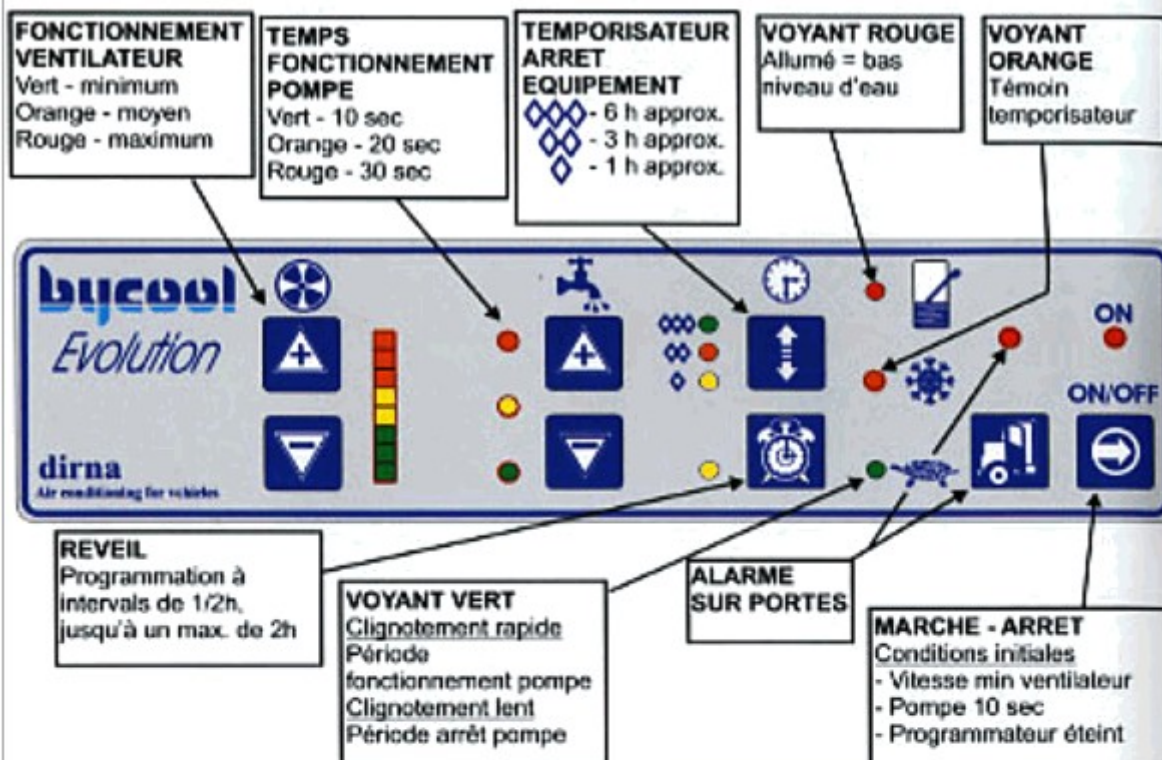 FONCTIONNEMENT
VENTILATEUR
Vert - minimum
Orange - moyen
Rouge - maximum
TEMPS
FONCTIONNEMENT
POMPE
Vert - 10 sec
Orange - 20 sec
Rouge - 30 sec
TEMPORISATEUR
ARRET
EQUIPEMENT
- 6 h approx.
- 3 h approx.
- 1 h approx.
VOYANT ROUGE
Allumé = bas
niveau d'eau
VOYANT
ORANGE
Témoin
temporisateur
bycool
Evolution
dirna
Air conditioning for vehicles
ON
ON/OFF
REVEIL
Programmation à
intervals de 1/2h,
jusqu'à un max. de 2h
VOYANT VERT
Clignotement rapide
Période
fonctionnement pompe
Clignotement lent
Période arrêt pompe
ALARME
SUR PORTES
MARCHE - ARRET
Conditions initiales
- Vitesse min ventilateur
- Pompe 10 sec
- Programmateur éteint